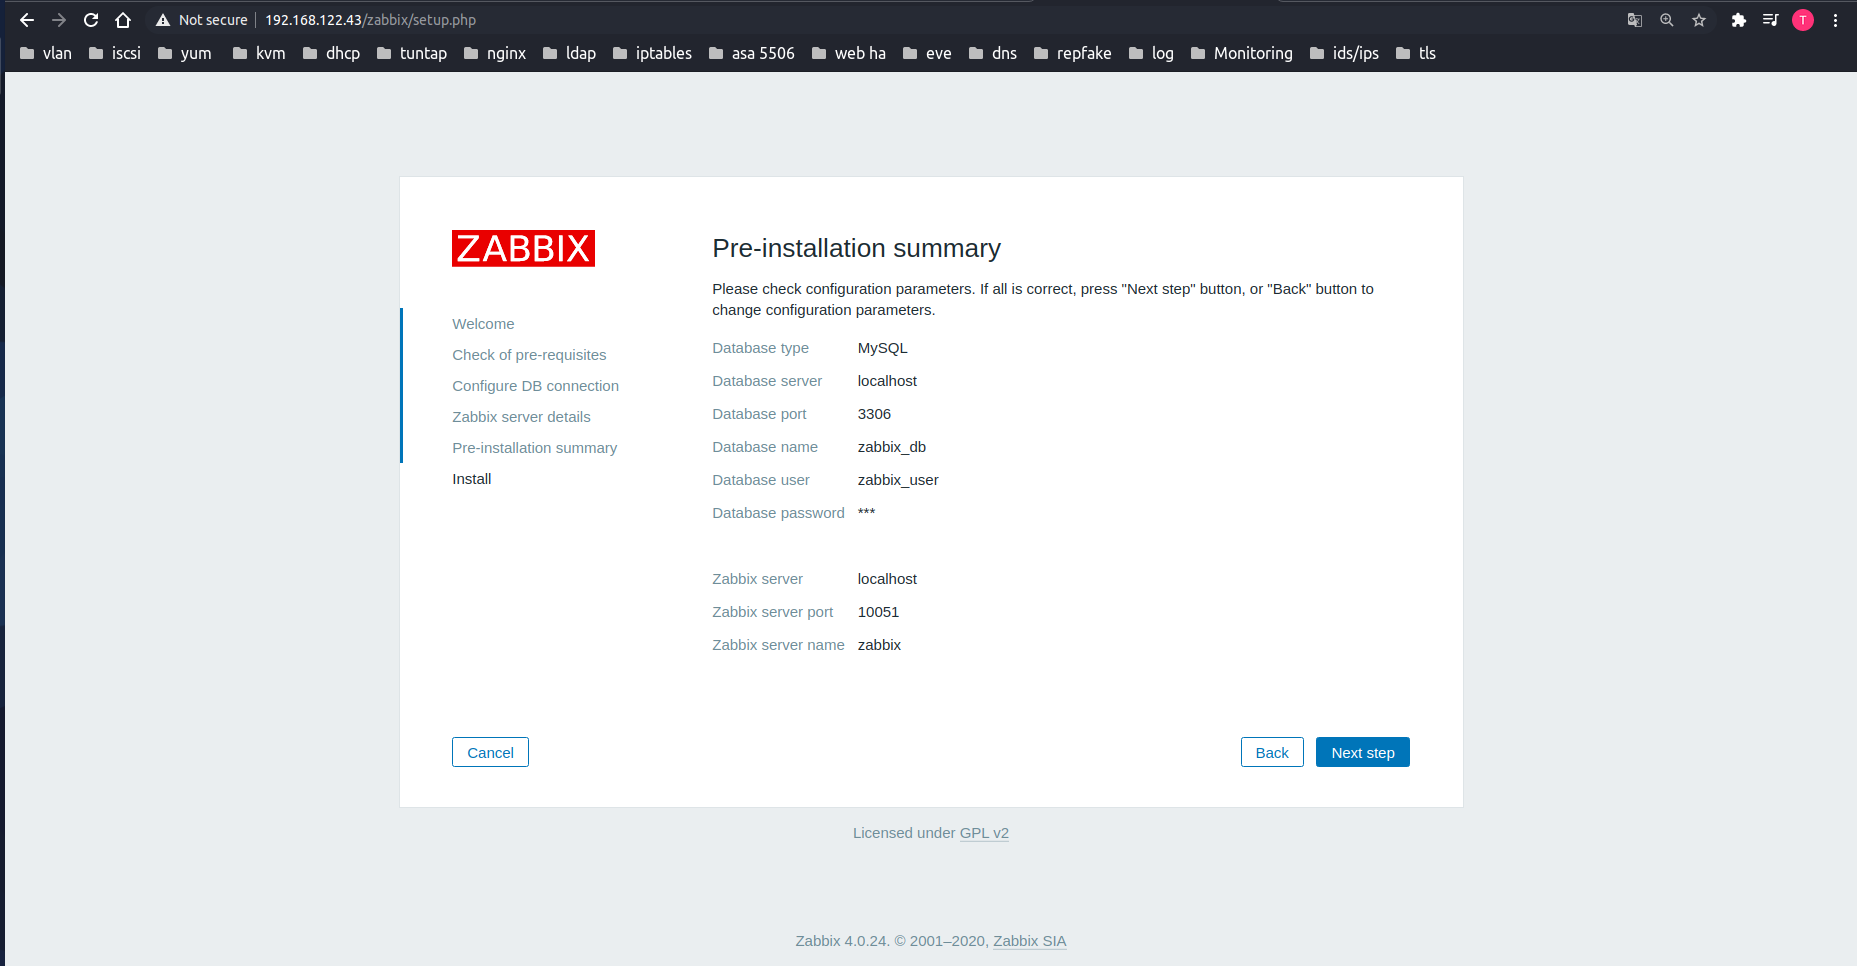 Not secure 192.168.122.43/zabbix/setup.php T
vlan iscsi yum kvm dhcp tuntap nginx ldap iptables asa 5506 web ha eve dns repfake log Monitoring ids/ips tls
ZABBIX
Welcome
Check of pre-requisites
Configure DB connection
Zabbix server details
Pre-installation summary
Install
Pre-installation summary
Please check configuration parameters. If all is correct, press "Next step" button, or "Back" button to
change configuration parameters.
Database type MySQL
Database server localhost
Database port 3306
Database name zabbix_db
Database user zabbix_user
Database password ***
Zabbix server localhost
Zabbix server port 10051
Zabbix server name zabbix
Cancel Back Next step
Licensed under GPL v2
Zabbix 4.0.24. © 2001–2020, Zabbix SIA